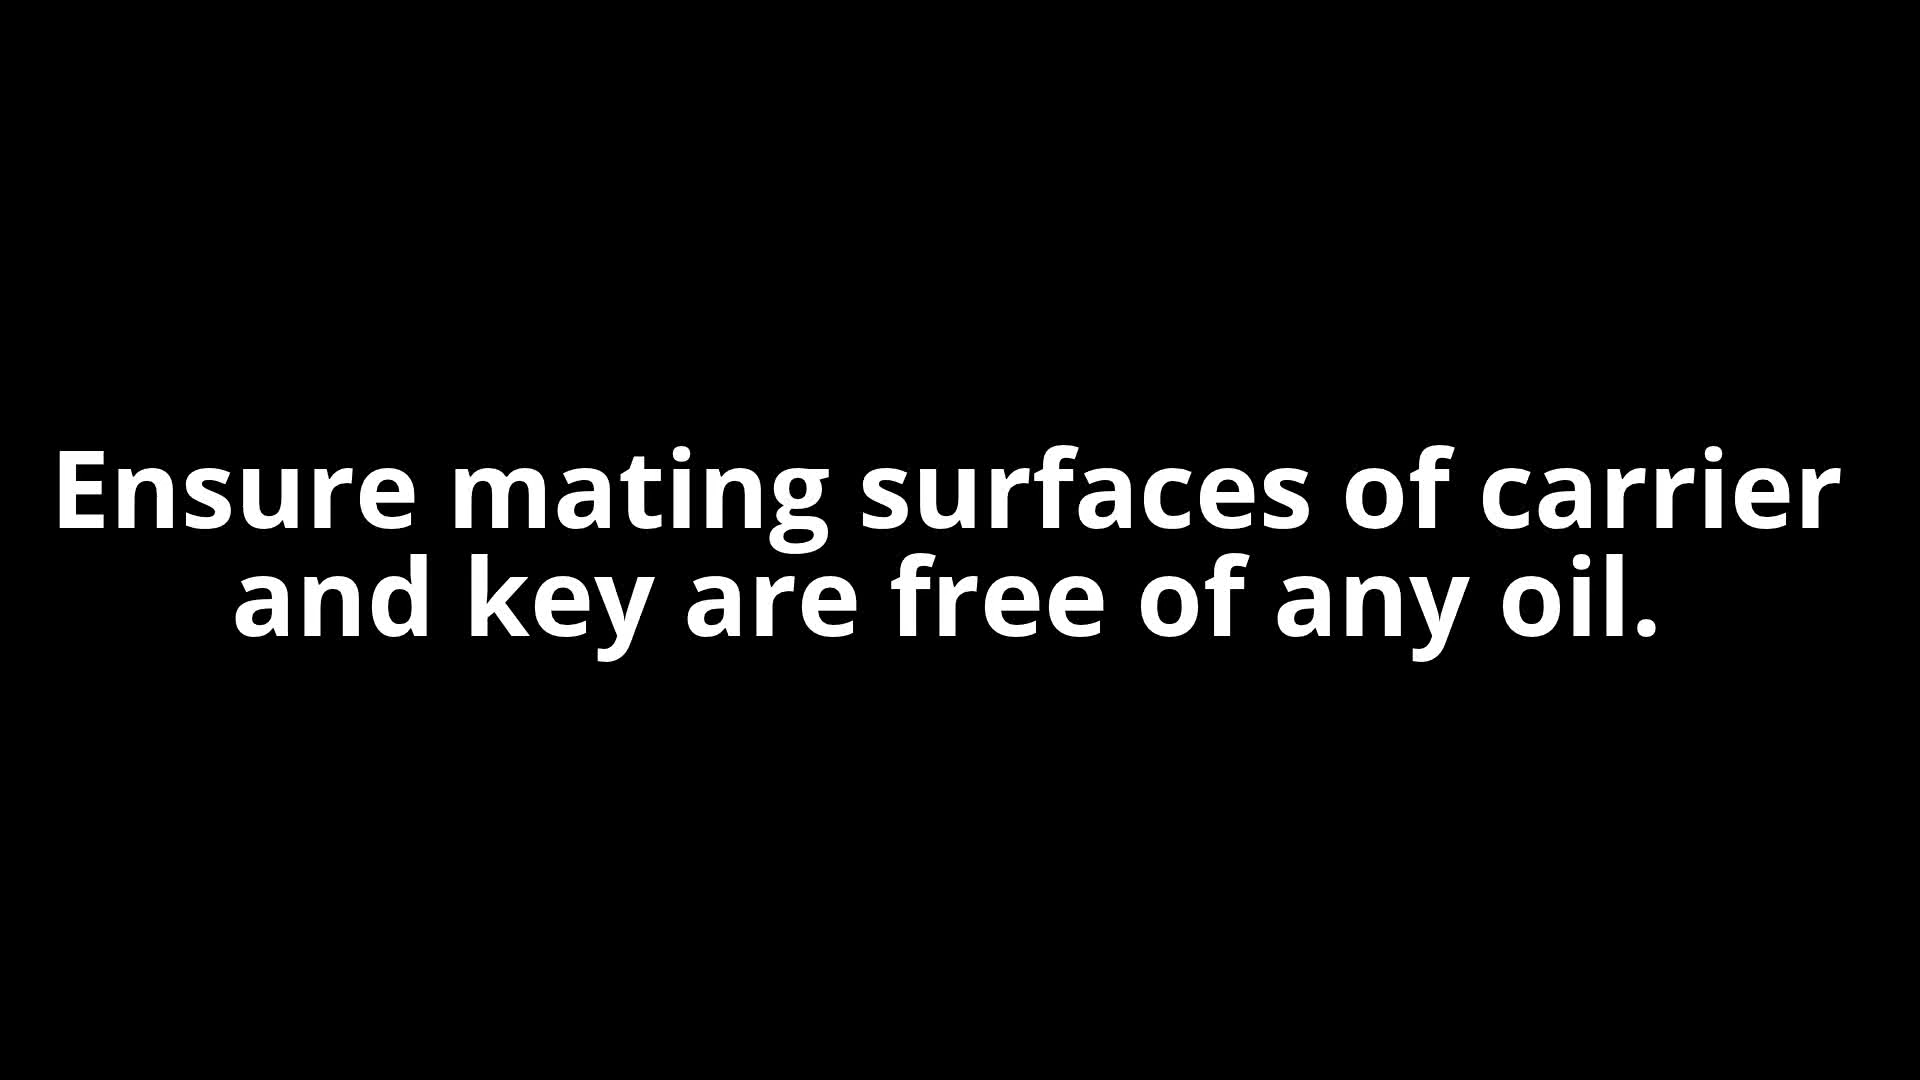 Ensure mating surfaces of carrier
and key are free of any oil.